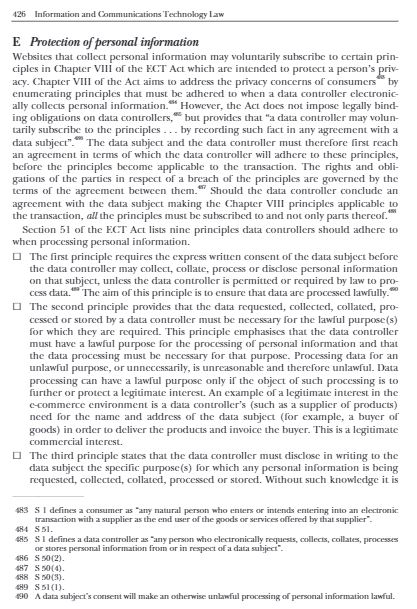 426 Information and Communications Technology Law
E Protection of personal information
Websites that collect personal information may voluntarily subscribe to certain prin-
ciples in Chapter VIII of the ECT Act which are intended to protect a person's priv-
acy. Chapter VIII of the Act aims to address the privacy concerns of consumers483 by
enumerating principles that must be adhered to when a data controller electronic-
ally collects personal information.484 However, the Act does not impose legally bind-
ing obligations on data controllers,485 but provides that "a data controller may volun-
tarily subscribe to the principles . . . by recording such fact in any agreement with a
data subject".486 The data subject and the data controller must therefore first reach
an agreement in terms of which the data controller will adhere to these principles,
before the principles become applicable to the transaction. The rights and obli-
gations of the parties in respect of a breach of the principles are governed by the
terms of the agreement between them.487 Should the data controller conclude an
agreement with the data subject making the Chapter VIII principles applicable to
the transaction, all the principles must be subscribed to and not only parts thereof.488
Section 51 of the ECT Act lists nine principles data controllers should adhere to
when processing personal information.
□ The first principle requires the express written consent of the data subject before
the data controller may collect, collate, process or disclose personal information
on that subject, unless the data controller is permitted or required by law to pro-
cess data.489 The aim of this principle is to ensure that data are processed lawfully.490
□ The second principle provides that the data requested, collected, collated, pro-
cessed or stored by a data controller must be necessary for the lawful purpose(s)
for which they are required. This principle emphasises that the data controller
must have a lawful purpose for the processing of personal information and that
the data processing must be necessary for that purpose. Processing data for an
unlawful purpose, or unnecessarily, is unreasonable and therefore unlawful. Data
processing can have a lawful purpose only if the object of such processing is to
further or protect a legitimate interest. An example of a legitimate interest in the
e-commerce environment is a data controller's (such as a supplier of products)
need for the name and address of the data subject (for example, a buyer of
goods) in order to deliver the products and invoice the buyer. This is a legitimate
commercial interest.
□ The third principle states that the data controller must disclose in writing to the
data subject the specific purpose(s) for which any personal information is being
requested, collected, collated, processed or stored. Without such knowledge it is
483 S 1 defines a consumer as "any natural person who enters or intends entering into an electronic
transaction with a supplier as the end user of the goods or services offered by that supplier".
484 S 51.
485 S 1 defines a data controller as "any person who electronically requests, collects, collates, processes
or stores personal information from or in respect of a data subject".
486 S 50(2).
487 S 50(4).
488 S 50(3).
489 S 51(1).
490 A data subject's consent will make an otherwise unlawful processing of personal information lawful.